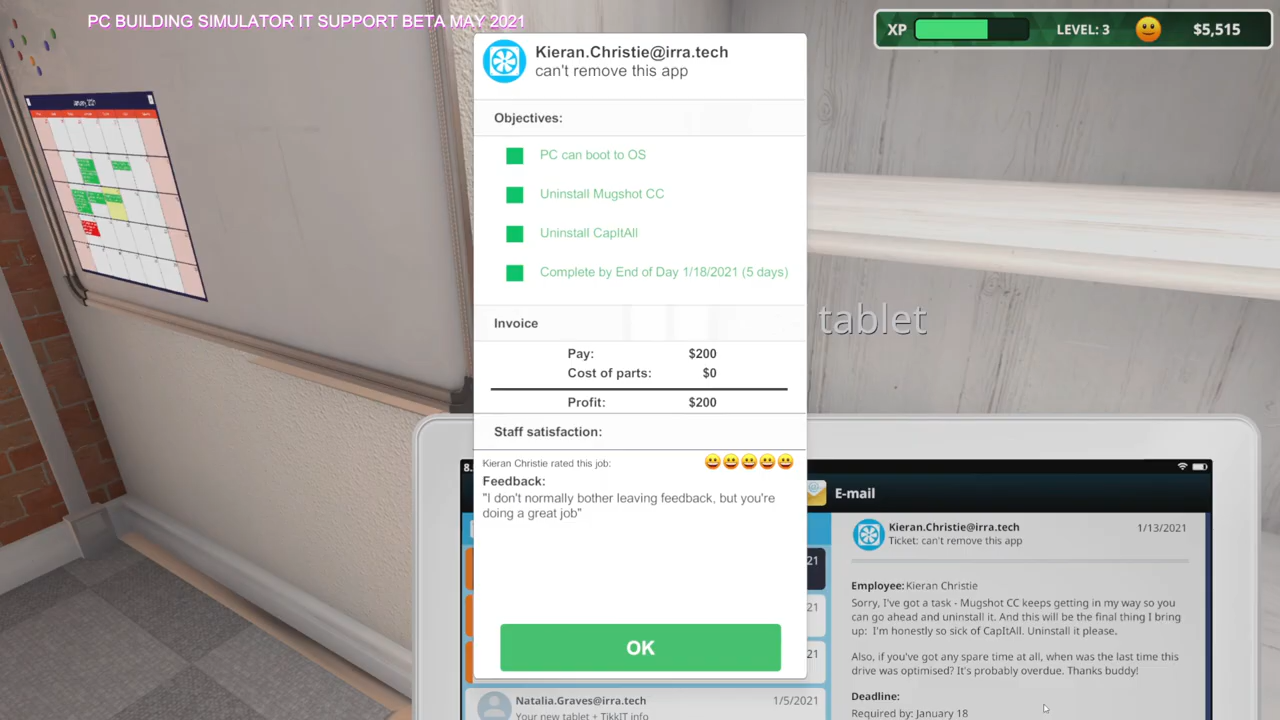 PC BUILDING SIMULATOR IT SUPPORT BETA MAY 2021
XP
LEVEL: 3
$5,515
Kieran.Christie@irra.tech
can't remove this app
Objectives:
PC can boot to OS
Uninstall Mugshot CC
Uninstall CapItAll
Complete by End of Day 1/18/2021 (5 days)
Invoice
Pay: $200
Cost of parts: $0
Profit: $200
Staff satisfaction:
Kieran Christie rated this job:
Feedback:
"I don't normally bother leaving feedback, but you're
doing a great job"
OK
tablet
January 2021
8.
E-mail
21
21
21
Natalia.Graves@irra.tech 1/5/2021
Your new tablet + TikkIT info
Kieran.Christie@irra.tech 1/13/2021
Ticket: can't remove this app
Employee: Kieran Christie
Sorry, I've got a task - Mugshot CC keeps getting in my way so you
can go ahead and uninstall it. And this will be the final thing I bring
up: I'm honestly so sick of CapItAll. Uninstall it please.
Also, if you've got any spare time at all, when was the last time this
drive was optimised? It's probably overdue. Thanks buddy!
Deadline:
Required by: January 18